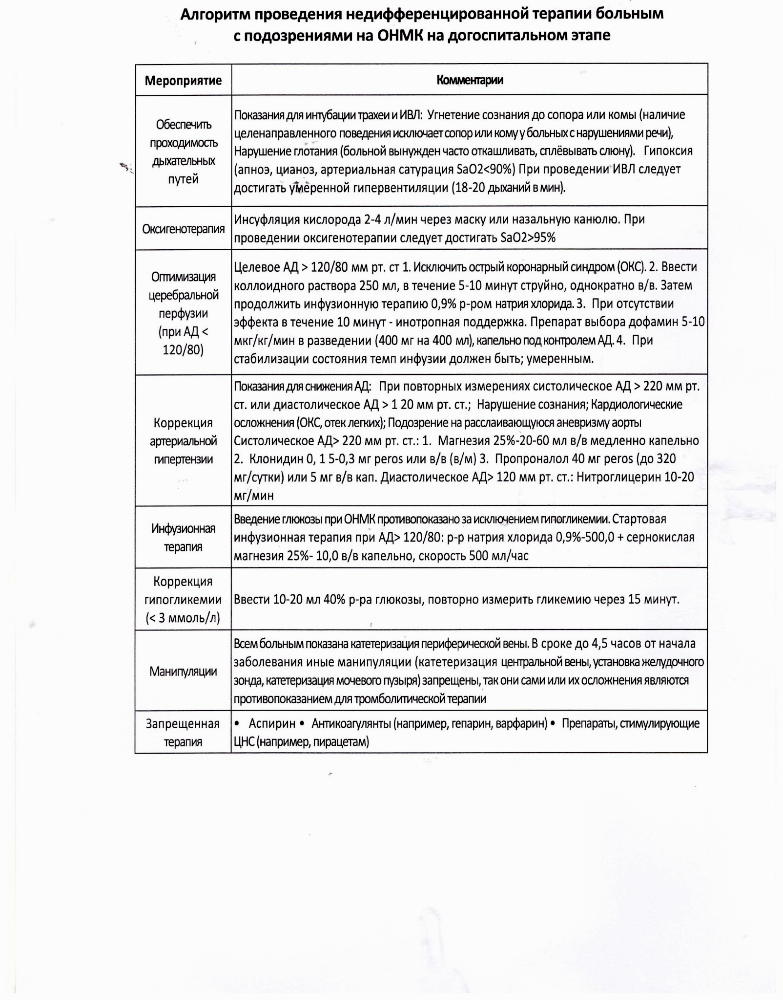 Алгоритм проведения недифференцированной терапии больным
с подозрениями на ОНМК на догоспитальном этапе
Мероприятие
Комментарии
Обеспечить
проходимость
дыхательных
путей
Показания для интубации трахеи и ИВЛ: Угнетение сознания до сопора или комы (наличие
целенаправленного поведения исключает сопор или кому у больных с нарушениями речи),
Нарушение глотания (больной вынужден часто откашливать, сплёвывать слюну). Гипоксия
(апноэ, цианоз, артериальная сатурация SaO2<90%) При проведении ИВЛ следует
достигать умеренной гипервентиляции (18-20 дыханий в мин).
Оксигенотерапия
Инсуфляция кислорода 2-4 л/мин через маску или назальную канюлю. При
проведении оксигенотерапии следует достигать SaO2>95%
Оптимизация
церебральной
перфузии
(при АД <
120/80)
Целевое АД > 120/80 мм рт. ст 1. Исключить острый коронарный синдром (ОКС). 2. Ввести
коллоидного раствора 250 мл, в течение 5-10 минут струйно, однократно в/в. Затем
продолжить инфузионную терапию 0,9% р-ром натрия хлорида. 3. При отсутствии
эффекта в течение 10 минут - инотропная поддержка. Препарат выбора дофамин 5-10
мкг/кг/мин в разведении (400 мг на 400 мл), капельно под контролем АД. 4. При
стабилизации состояния темп инфузии должен быть; умеренным.
Коррекция
артериальной
гипертензии
Показания для снижения АД: При повторных измерениях систолическое АД > 220 мм рт.
ст. или диастолическое АД > 1 20 мм рт. ст.; Нарушение сознания; Кардиологические
осложнения (ОКС, отек легких); Подозрение на расслаивающуюся аневризму аорты
Систолическое АД> 220 мм рт. ст.: 1. Магнезия 25%-20-60 мл в/в медленно капельно
2. Клонидин 0, 1 5-0,3 мг peros или в/в (в/м) 3. Пропроналол 40 мг peros (до 320
мг/сутки) или 5 мг в/в кап. Диастолическое АД> 120 мм рт. ст.: Нитроглицерин 10-20
мг/мин
Инфузионная
терапия
Введение глюкозы при ОНМК противопоказано за исключением гипогликемии. Стартовая
инфузионная терапия при АД> 120/80: р-р натрия хлорида 0,9%-500,0 + сернокислая
магнезия 25%- 10,0 в/в капельно, скорость 500 мл/час
Коррекция
гипогликемии
(< 3 ммоль/л)
Ввести 10-20 мл 40% р-ра глюкозы, повторно измерить гликемию через 15 минут.
Манипуляции
Всем больным показана катетеризация периферической вены. В сроке до 4,5 часов от начала
заболевания иные манипуляции (катетеризация центральной вены, установка желудочного
зонда, катетеризация мочевого пузыря) запрещены, так они сами или их осложнения являются
противопоказанием для тромболитической терапии
Запрещенная
терапия
• Аспирин • Антикоагулянты (например, гепарин, варфарин) • Препараты, стимулирующие
ЦНС (например, пирацетам)